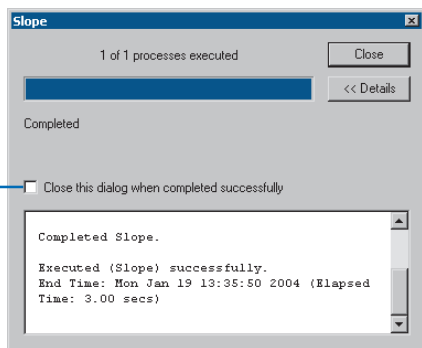 Slope
1 of 1 processes executed
Close
<< Details
Completed
Close this dialog when completed successfully
Completed Slope.
Executed (Slope) successfully.
End Time: Mon Jan 19 13:35:50 2004 (Elapsed
Time: 3.00 secs)